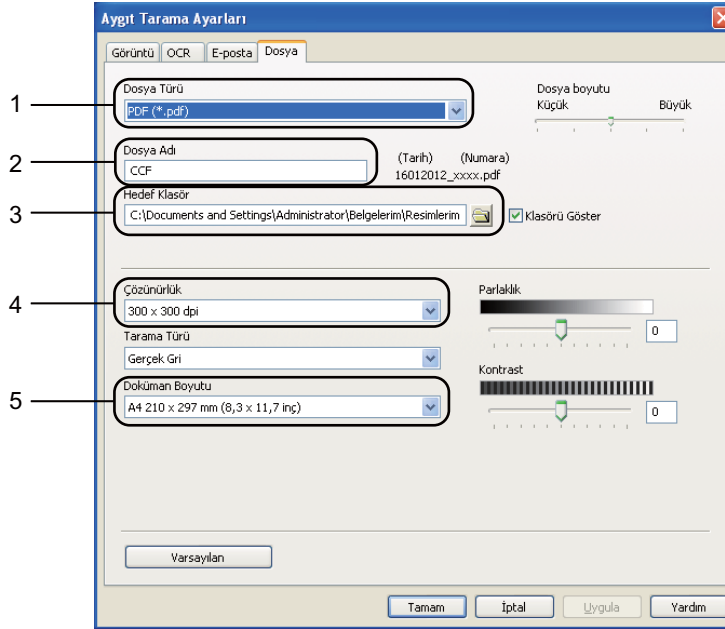 Aygıt Tarama Ayarları
Görüntü OCR E-posta Dosya
1
Dosya Türü
PDF (*.pdf)
Dosya boyutu
Küçük Büyük
2
Dosya Adı
CCF
(Tarih) (Numara)
16012012_xxxx.pdf
3
Hedef Klasör
C:\Documents and Settings\Administrator\Belgelerim\Resimlerim
Klasörü Göster
4
Çözünürlük
300 x 300 dpi
Parlaklık
0
Tarama Türü
Gerçek Gri
Kontrast
0
5
Doküman Boyutu
A4 210 x 297 mm (8,3 x 11,7 inç)
Varsayılan
Tamam İptal Uygula Yardım